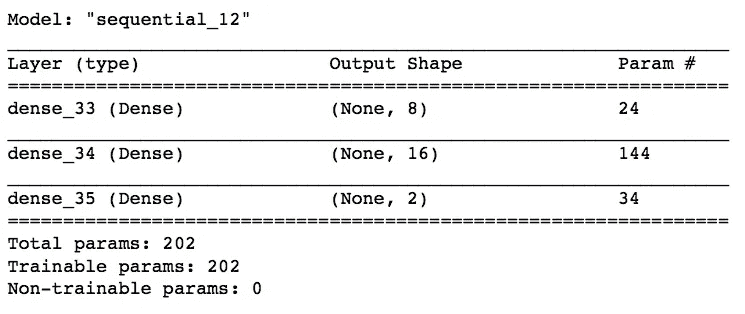 Model: "sequential_12"
Layer (type) Output Shape Param #
dense_33 (Dense) (None, 8) 24
dense_34 (Dense) (None, 16) 144
dense_35 (Dense) (None, 2) 34
Total params: 202
Trainable params: 202
Non-trainable params: 0